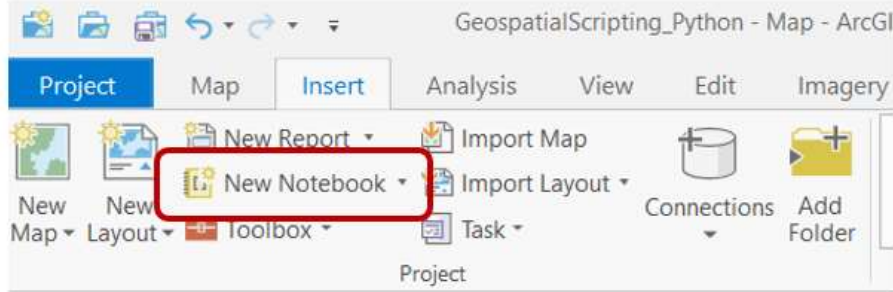 GeospatialScripting_Python - Map - ArcGI
Project Map Insert Analysis View Edit Imagery
New Map
New Layout
New Report
New Notebook
Toolbox
Import Map
Import Layout
Task
Connections
Add Folder
Project